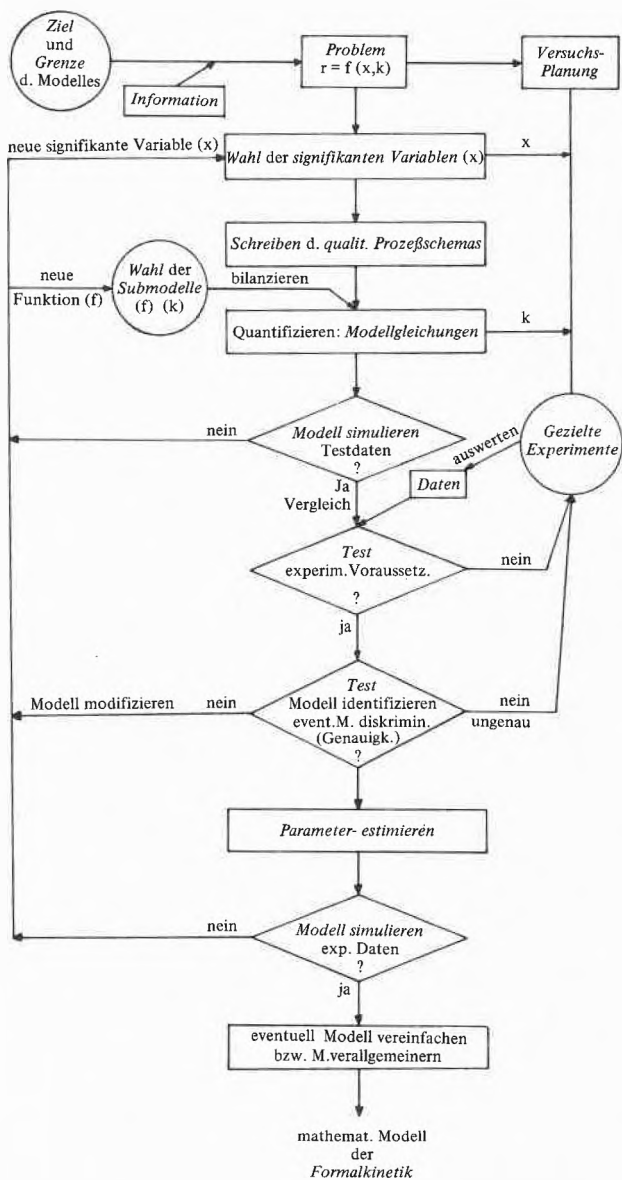 Ziel
und
Grenze
d. Modelles
Information
Problem
r = f (x,k)
Versuchs-
Planung
neue signifikante Variable (x)
Wahl der signifikanten Variablen (x)
x
Schreiben d. qualit. Prozeßschemas
neue
Funktion (f)
Wahl der
Submodelle
(f) (k)
bilanzieren
Quantifizieren: Modellgleichungen
k
nein
Modell simulieren
Testdaten
?
Ja
Vergleich
Daten
auswerten
Gezielte
Experimente
Test
experim.Voraussetz.
?
nein
ja
Modell modifizieren
nein
Test
Modell identifizieren
event.M. diskrimin.
(Genauigk.)
?
nein
ungenau
Parameter- estimieren
nein
Modell simulieren
exp. Daten
?
ja
eventuell Modell vereinfachen
bzw. M.verallgemeinern
mathemat. Modell
der
Formalkinetik